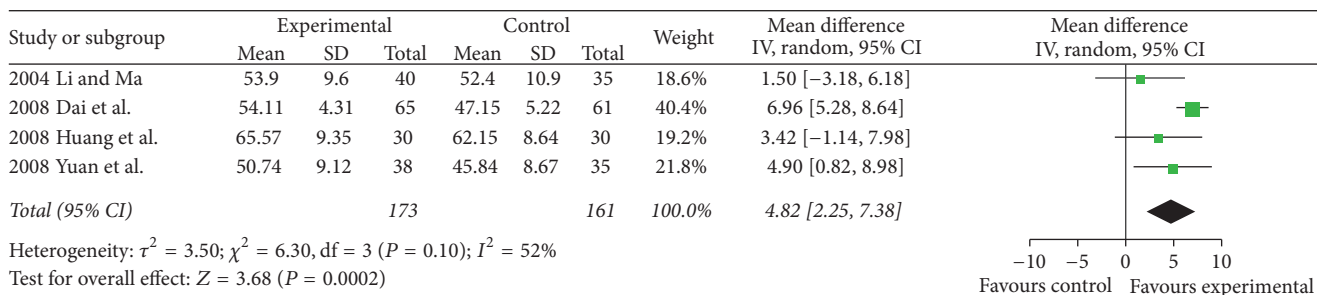 Study or subgroup Experimental Control Weight Mean difference IV, random, 95% CI Mean difference IV, random, 95% CI
Mean SD Total Mean SD Total
2004 Li and Ma 53.9 9.6 40 52.4 10.9 35 18.6% 1.50 [−3.18, 6.18]
2008 Dai et al. 54.11 4.31 65 47.15 5.22 61 40.4% 6.96 [5.28, 8.64]
2008 Huang et al. 65.57 9.35 30 62.15 8.64 30 19.2% 3.42 [−1.14, 7.98]
2008 Yuan et al. 50.74 9.12 38 45.84 8.67 35 21.8% 4.90 [0.82, 8.98]
Total (95% CI) 173 161 100.0% 4.82 [2.25, 7.38]
Heterogeneity: τ² = 3.50; χ² = 6.30, df = 3 (P = 0.10); I² = 52%
Test for overall effect: Z = 3.68 (P = 0.0002)
−10 −5 0 5 10
Favours control Favours experimental